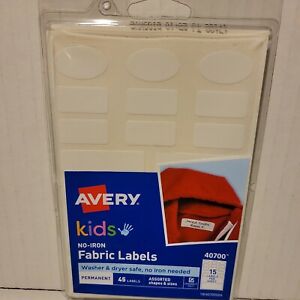 AVERY
kids
NO-IRON
Fabric Labels
40700
Washer & dryer safe, no iron needed
PERMANENT
45 LABELS
ASSORTED
shapes & sizes
15